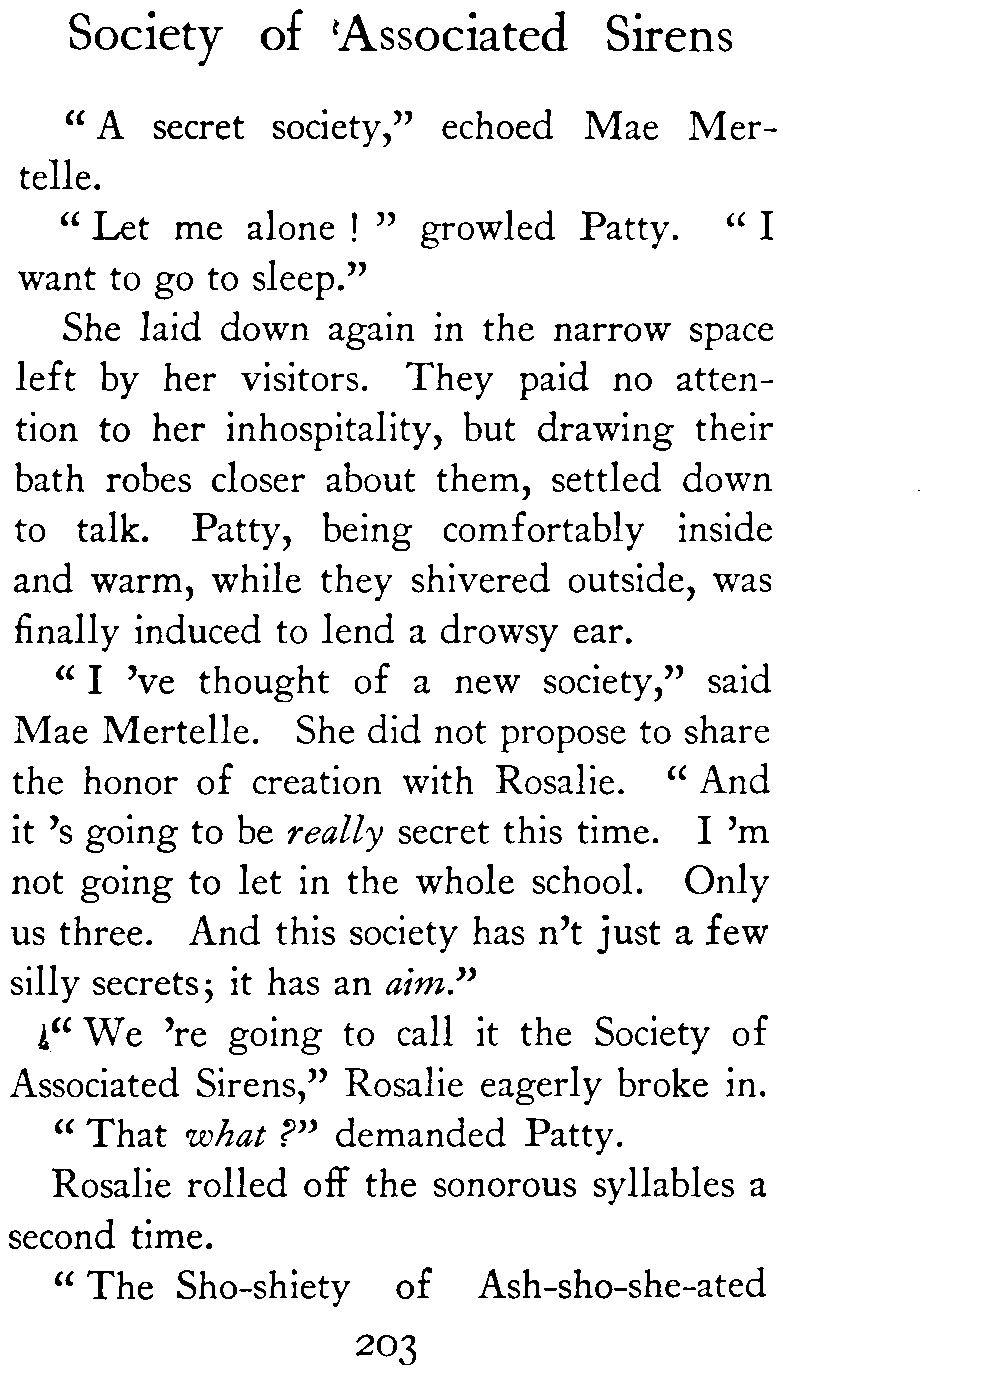 Society of 'Associated Sirens
" A secret society," echoed Mae Mer-
telle.
" Let me alone ! " growled Patty. " I
want to go to sleep."
She laid down again in the narrow space
left by her visitors. They paid no atten-
tion to her inhospitality, but drawing their
bath robes closer about them, settled down
to talk. Patty, being comfortably inside
and warm, while they shivered outside, was
finally induced to lend a drowsy ear.
" I 've thought of a new society," said
Mae Mertelle. She did not propose to share
the honor of creation with Rosalie. " And
it 's going to be really secret this time. I 'm
not going to let in the whole school. Only
us three. And this society has n't just a few
silly secrets; it has an aim."
" We 're going to call it the Society of
Associated Sirens," Rosalie eagerly broke in.
" That what ?" demanded Patty.
Rosalie rolled off the sonorous syllables a
second time.
" The Sho-shiety of Ash-sho-she-ated
203